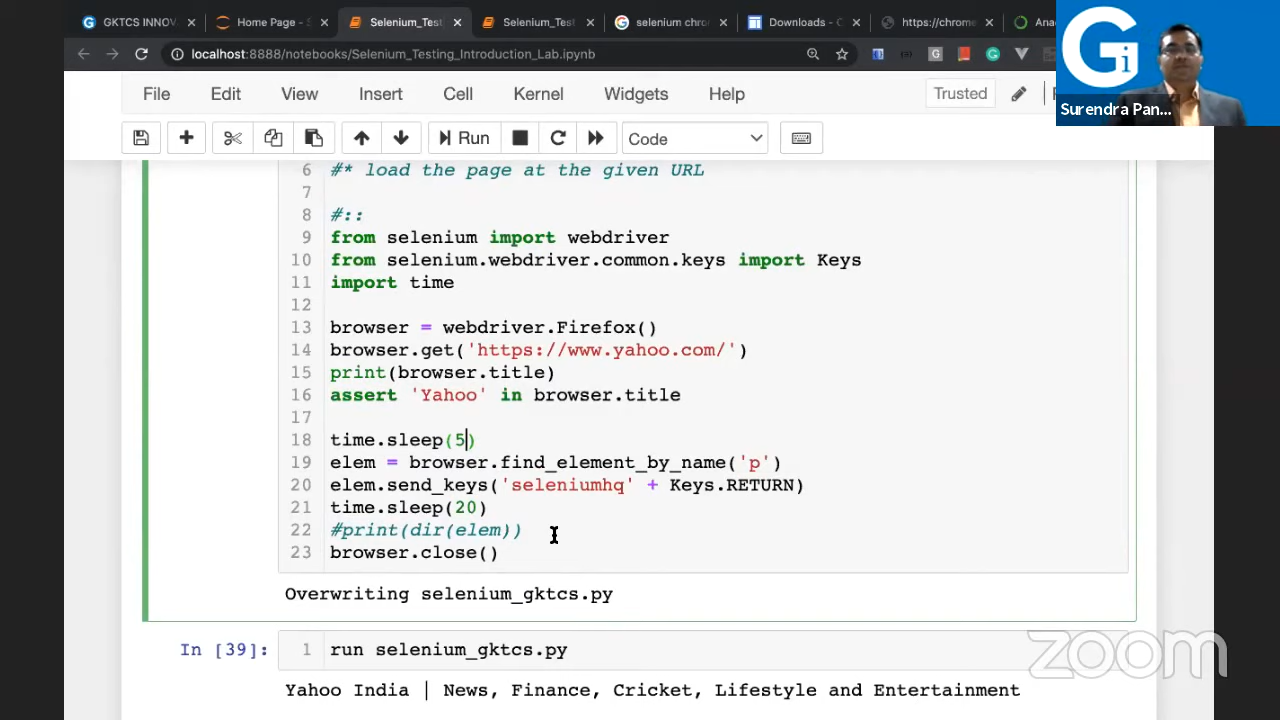 GKTCS INNOV
Home Page - S
Selenium_Test
Selenium_Test
selenium chro
Downloads - C
https://chrome
Ana
localhost:8888/notebooks/Selenium_Testing_Introduction_Lab.ipynb
Gi
Surendra Pan...
File Edit View Insert Cell Kernel Widgets Help Trusted
Run Code
6 #* load the page at the given URL
7
8 #::
9 from selenium import webdriver
10 from selenium.webdriver.common.keys import Keys
11 import time
12
13 browser = webdriver.Firefox()
14 browser.get('https://www.yahoo.com/')
15 print(browser.title)
16 assert 'Yahoo' in browser.title
17
18 time.sleep(5)
19 elem = browser.find_element_by_name('p')
20 elem.send_keys('seleniumhq' + Keys.RETURN)
21 time.sleep(20)
22 #print(dir(elem))
23 browser.close()
Overwriting selenium_gktcs.py
In [39]: 1 run selenium_gktcs.py
Yahoo India | News, Finance, Cricket, Lifestyle and Entertainment
zoom